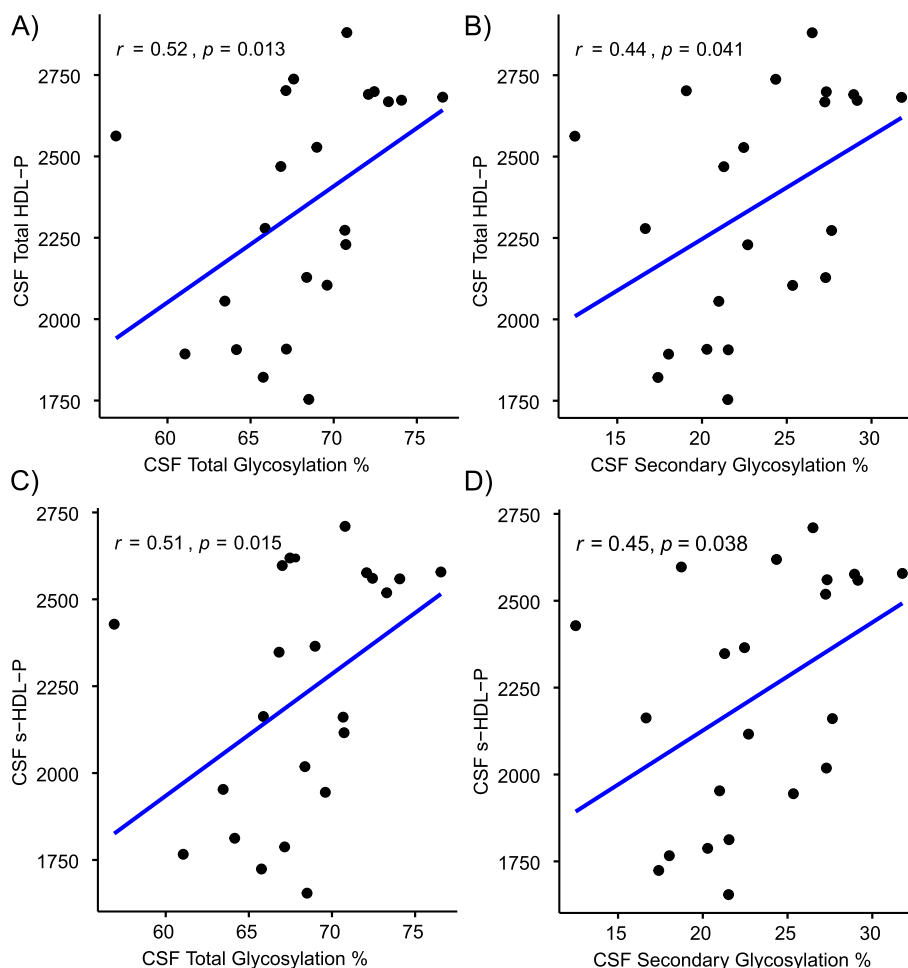 A)
r = 0.52 , p = 0.013
CSF Total HDL−P
2750
2500
2250
2000
1750
60 65 70 75
CSF Total Glycosylation %
B)
r = 0.44 , p = 0.041
CSF Total HDL−P
2750
2500
2250
2000
1750
15 20 25 30
CSF Secondary Glycosylation %
C)
r = 0.51 , p = 0.015
CSF s−HDL−P
2750
2500
2250
2000
1750
60 65 70 75
CSF Total Glycosylation %
D)
r = 0.45, p = 0.038
CSF s−HDL−P
2750
2500
2250
2000
1750
15 20 25 30
CSF Secondary Glycosylation %